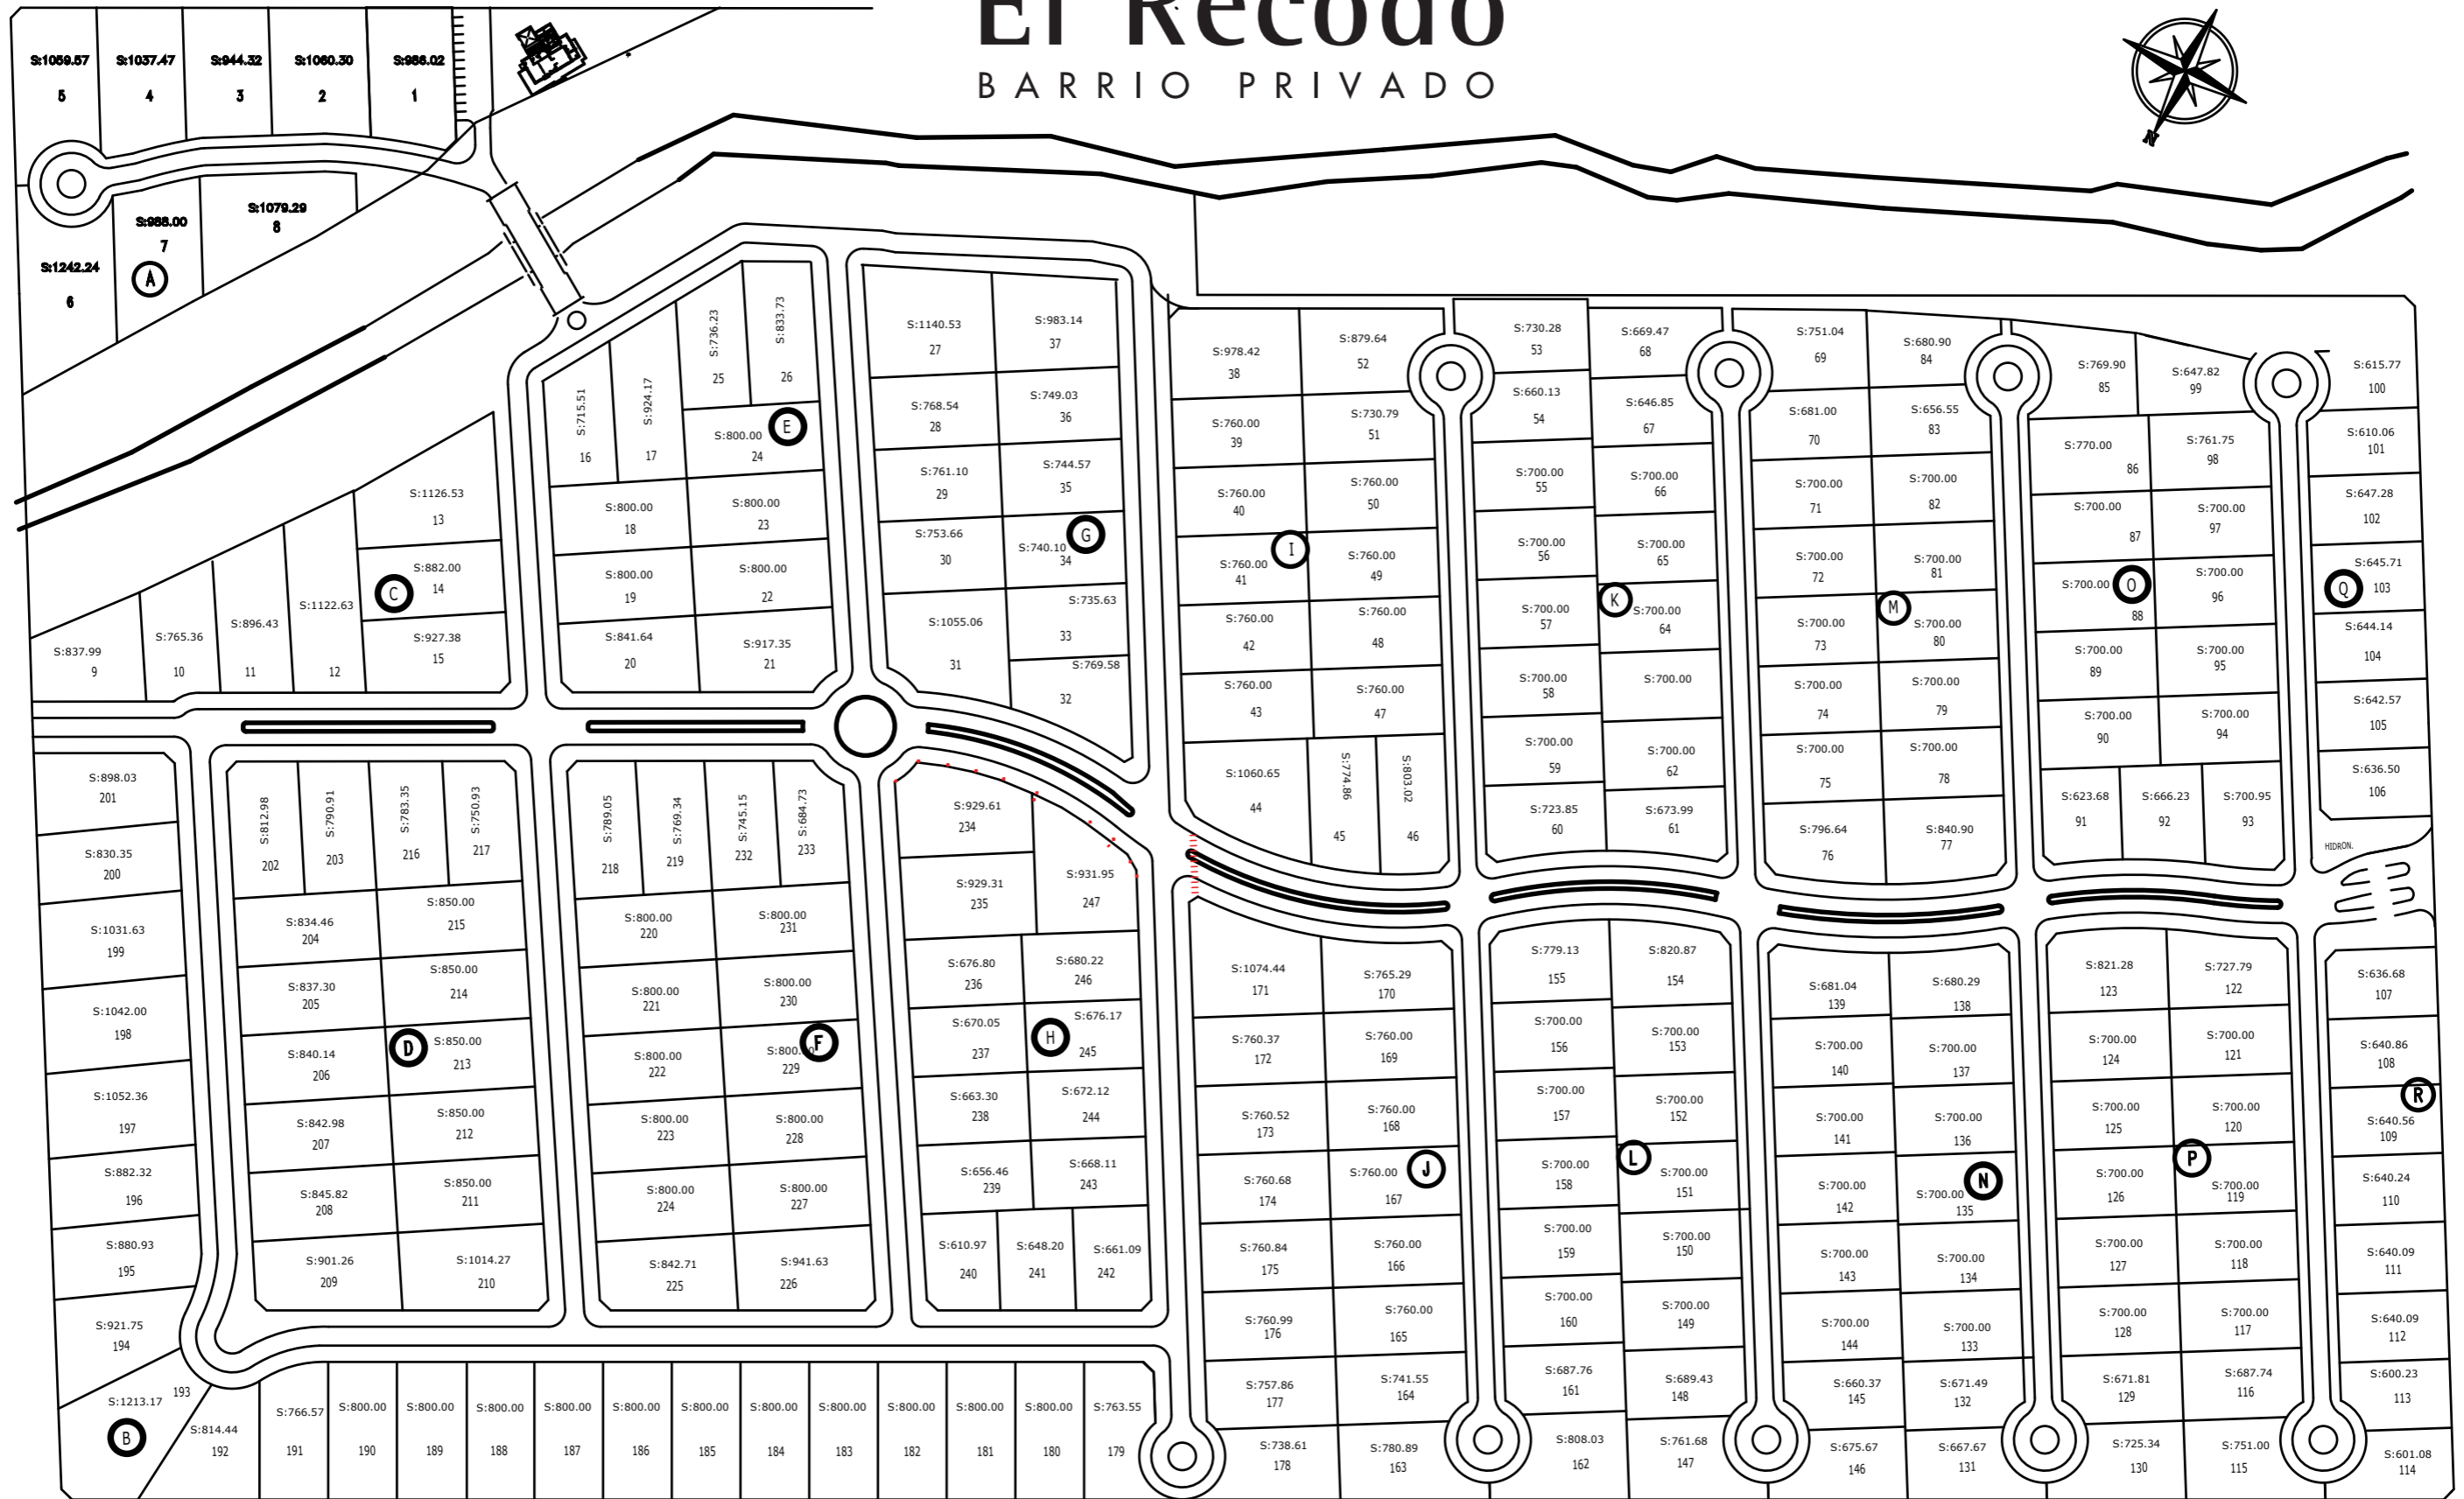 El Recodo
BARRIO PRIVADO
N
S:1059.57
5
S:1037.47
4
S:944.32
3
S:1060.30
2
S:986.02
1
S:1242.24
6
S:988.00
7
A
S:1079.29
8
S:837.99
9
S:765.36
10
S:896.43
11
S:1122.63
12
S:1126.53
13
C
S:882.00
14
S:927.38
15
S:715.51
16
S:924.17
17
S:736.23
25
S:833.73
26
S:800.00
24
E
S:800.00
18
S:800.00
23
S:800.00
19
S:800.00
22
S:841.64
20
S:917.35
21
S:1140.53
27
S:983.14
37
S:768.54
28
S:749.03
36
S:761.10
29
S:744.57
35
S:753.66
30
S:740.10
34
G
S:1055.06
31
S:735.63
33
S:769.58
32
S:978.42
38
S:879.64
52
S:760.00
39
S:730.79
51
S:760.00
40
S:760.00
50
I
S:760.00
41
S:760.00
49
S:760.00
42
S:760.00
48
S:760.00
43
S:760.00
47
S:1060.65
44
S:774.86
45
S:803.02
46
S:730.28
53
S:669.47
68
S:660.13
54
S:646.85
67
S:700.00
55
S:700.00
66
S:700.00
56
S:700.00
65
K
S:700.00
57
S:700.00
64
S:700.00
58
S:700.00
S:700.00
59
S:700.00
62
S:723.85
60
S:673.99
61
S:751.04
69
S:680.90
84
S:681.00
70
S:656.55
83
S:700.00
71
S:700.00
82
S:700.00
72
S:700.00
81
M
S:700.00
73
S:700.00
80
S:700.00
74
S:700.00
79
S:700.00
75
S:700.00
78
S:796.64
76
S:840.90
77
S:769.90
85
S:647.82
99
S:770.00
86
S:761.75
98
S:700.00
87
S:700.00
97
S:700.00
88
O
S:700.00
96
S:700.00
89
S:700.00
95
S:700.00
90
S:700.00
94
S:623.68
91
S:666.23
92
S:700.95
93
S:615.77
100
S:610.06
101
S:647.28
102
Q
S:645.71
103
S:644.14
104
S:642.57
105
S:636.50
106
HIDRON.
S:898.03
201
S:830.35
200
S:1031.63
199
S:1042.00
198
S:1052.36
197
S:882.32
196
S:880.93
195
S:921.75
194
S:1213.17
193
B
S:812.98
202
S:790.91
203
S:783.35
216
S:750.93
217
S:834.46
204
S:850.00
215
S:837.30
205
S:850.00
214
S:840.14
206
D
S:850.00
213
S:842.98
207
S:850.00
212
S:845.82
208
S:850.00
211
S:901.26
209
S:1014.27
210
S:789.05
218
S:769.34
219
S:745.15
232
S:684.73
233
S:800.00
220
S:800.00
231
S:800.00
221
S:800.00
230
S:800.00
222
F
229
S:800.00
223
S:800.00
228
S:800.00
224
S:800.00
227
S:842.71
225
S:941.63
226
S:929.61
234
S:929.31
235
S:931.95
247
S:676.80
236
S:680.22
246
S:670.05
237
H
S:676.17
245
S:663.30
238
S:672.12
244
S:656.46
239
S:668.11
243
S:610.97
240
S:648.20
241
S:661.09
242
S:1074.44
171
S:765.29
170
S:760.37
172
S:760.00
169
S:760.52
173
S:760.00
168
S:760.68
174
S:760.00
167
J
S:760.84
175
S:760.00
166
S:760.99
176
S:760.00
165
S:757.86
177
S:741.55
164
S:738.61
178
S:780.89
163
S:779.13
155
S:820.87
154
S:700.00
156
S:700.00
153
S:700.00
157
S:700.00
152
L
S:700.00
158
S:700.00
151
S:700.00
159
S:700.00
150
S:700.00
160
S:700.00
149
S:687.76
161
S:689.43
148
S:808.03
162
S:761.68
147
S:681.04
139
S:680.29
138
S:700.00
140
S:700.00
137
S:700.00
141
S:700.00
136
S:700.00
142
S:700.00
135
N
S:700.00
143
S:700.00
134
S:700.00
144
S:700.00
133
S:660.37
145
S:671.49
132
S:675.67
146
S:667.67
131
S:821.28
123
S:727.79
122
S:700.00
124
S:700.00
121
S:700.00
125
S:700.00
120
P
S:700.00
126
S:700.00
119
S:700.00
127
S:700.00
118
S:700.00
128
S:700.00
117
S:671.81
129
S:687.74
116
S:725.34
130
S:751.00
115
S:636.68
107
S:640.86
108
R
S:640.56
109
S:640.24
110
S:640.09
111
S:640.09
112
S:600.23
113
S:601.08
114
S:814.44
192
S:766.57
191
S:800.00
190
S:800.00
189
S:800.00
188
S:800.00
187
S:800.00
186
S:800.00
185
S:800.00
184
S:800.00
183
S:800.00
182
S:800.00
181
S:800.00
180
S:763.55
179